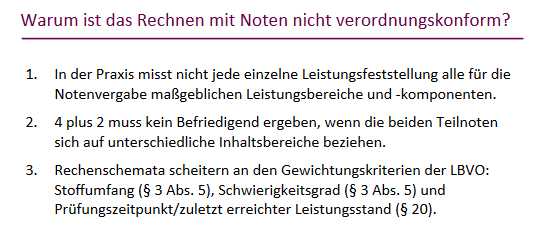 Warum ist das Rechnen mit Noten nicht verordnungskonform?
1. In der Praxis misst nicht jede einzelne Leistungsfeststellung alle für die
Notenvergabe maßgeblichen Leistungsbereiche und -komponenten.
2. 4 plus 2 muss kein Befriedigend ergeben, wenn die beiden Teilnoten
sich auf unterschiedliche Inhaltsbereiche beziehen.
3. Rechenschemata scheitern an den Gewichtungskriterien der LBVO:
Stoffumfang (§ 3 Abs. 5), Schwierigkeitsgrad (§ 3 Abs. 5) und
Prüfungszeitpunkt/zuletzt erreichter Leistungsstand (§ 20).